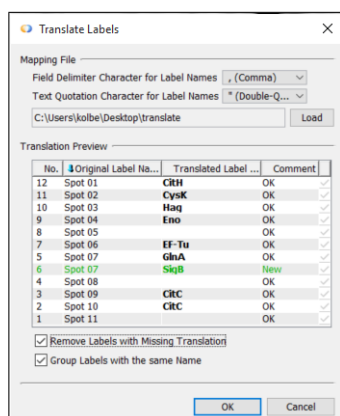 Translate Labels
Mapping File
Field Delimiter Character for Label Names , (Comma)
Text Quotation Character for Label Names " (Double-Q...
C:\Users\kolbe\Desktop\translate Load
Translation Preview
No. Original Label Na... Translated Label ... Comment
12 Spot 01 CitH OK
11 Spot 02 CysK OK
10 Spot 03 Hag OK
9 Spot 04 Eno OK
8 Spot 05 OK
7 Spot 06 EF-Tu OK
5 Spot 07 GlnA OK
6 Spot 07 SigB New
4 Spot 08 OK
3 Spot 09 CitC OK
2 Spot 10 CitC OK
1 Spot 11 OK
Remove Labels with Missing Translation
Group Labels with the same Name
OK Cancel